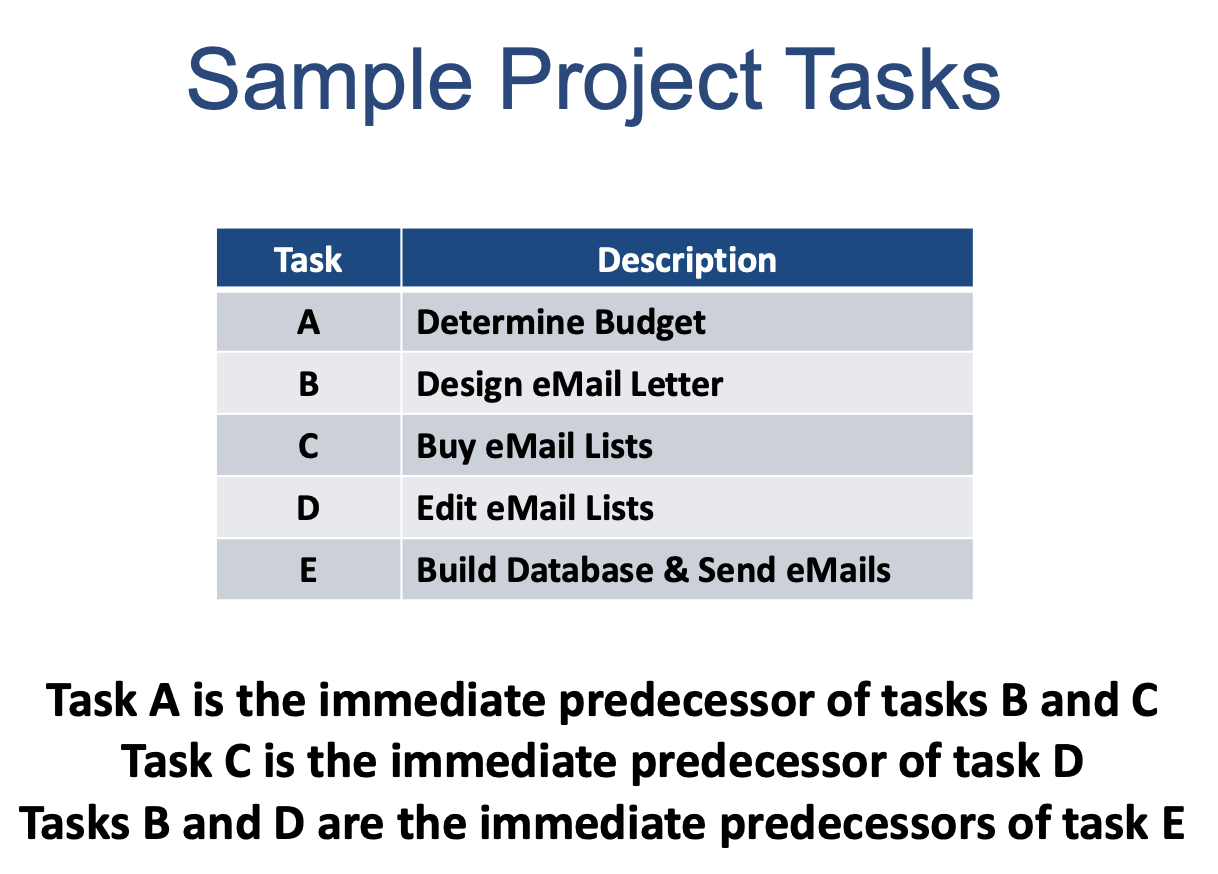 Sample Project Tasks
Task Description
A Determine Budget
B Design eMail Letter
C Buy eMail Lists
D Edit eMail Lists
E Build Database & Send eMails
Task A is the immediate predecessor of tasks B and C
Task C is the immediate predecessor of task D
Tasks B and D are the immediate predecessors of task E